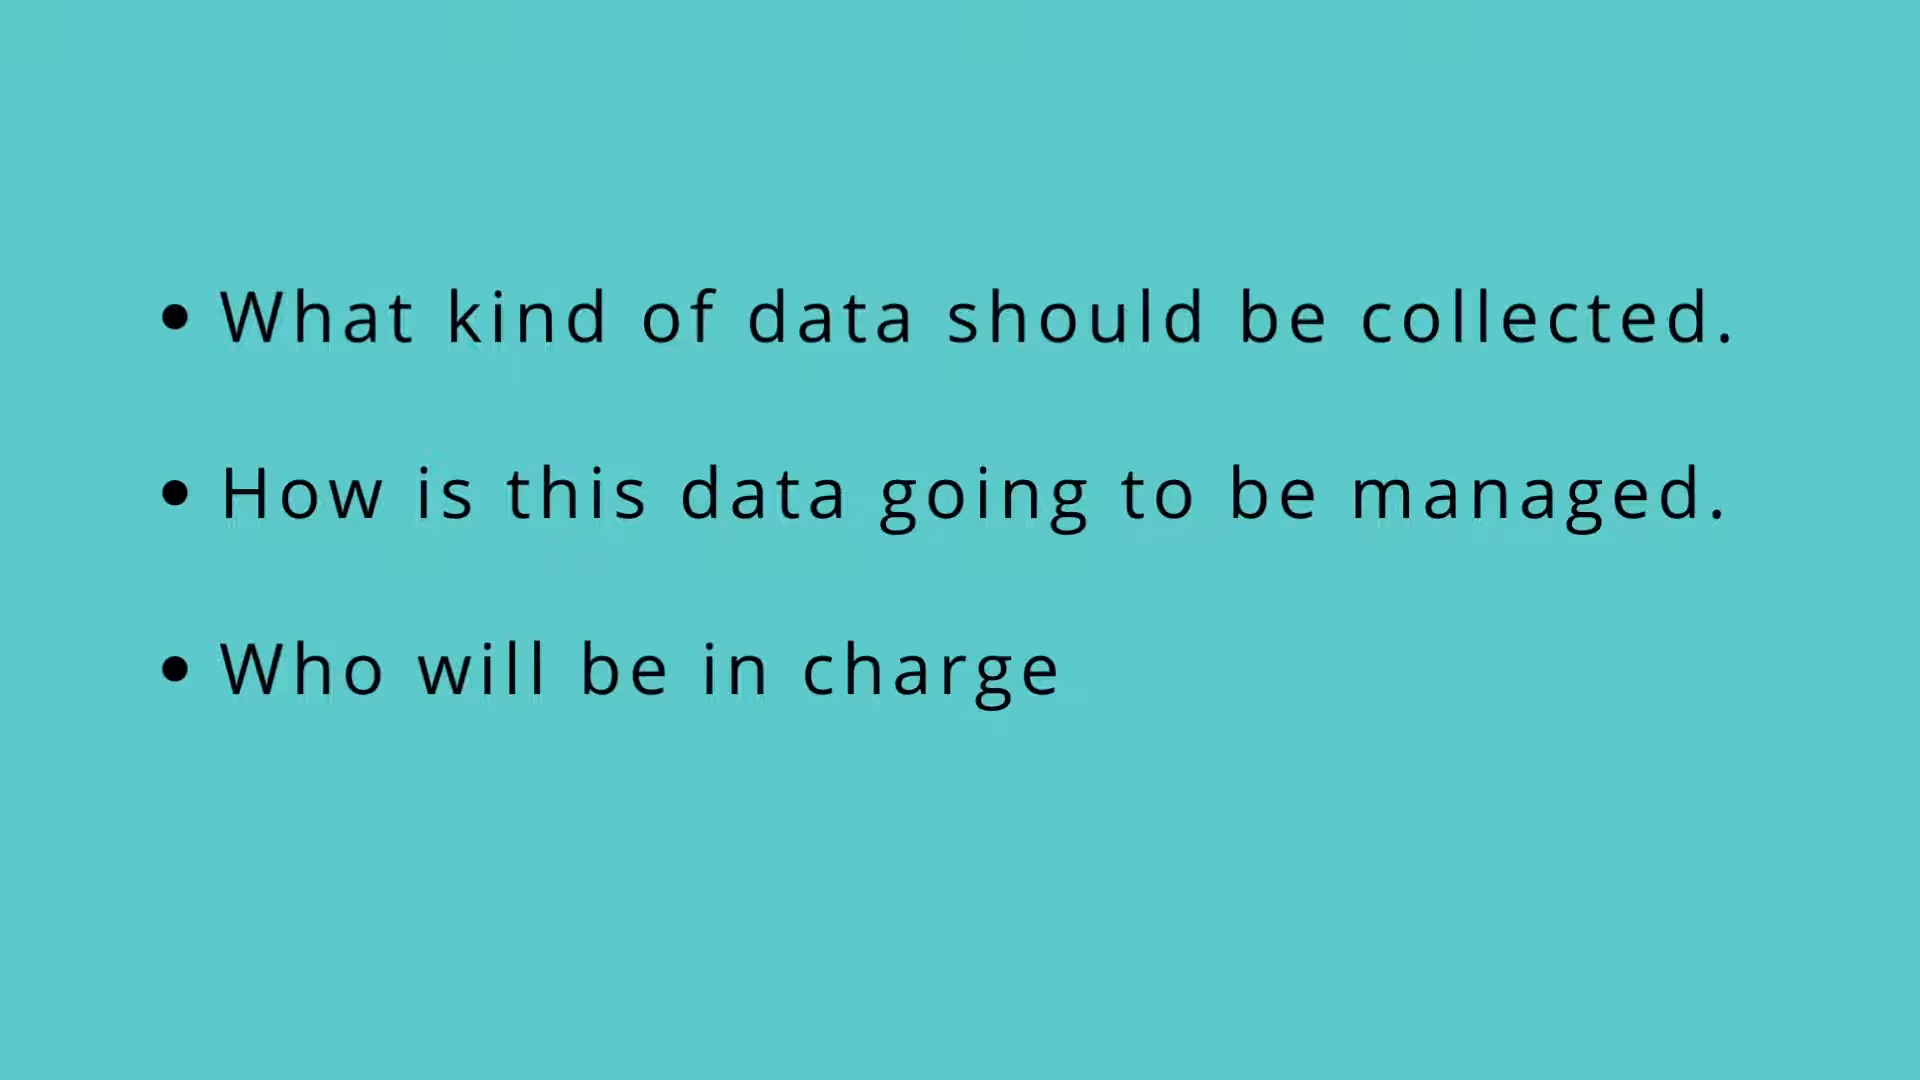 • What kind of data should be collected.
• How is this data going to be managed.
• Who will be in charge